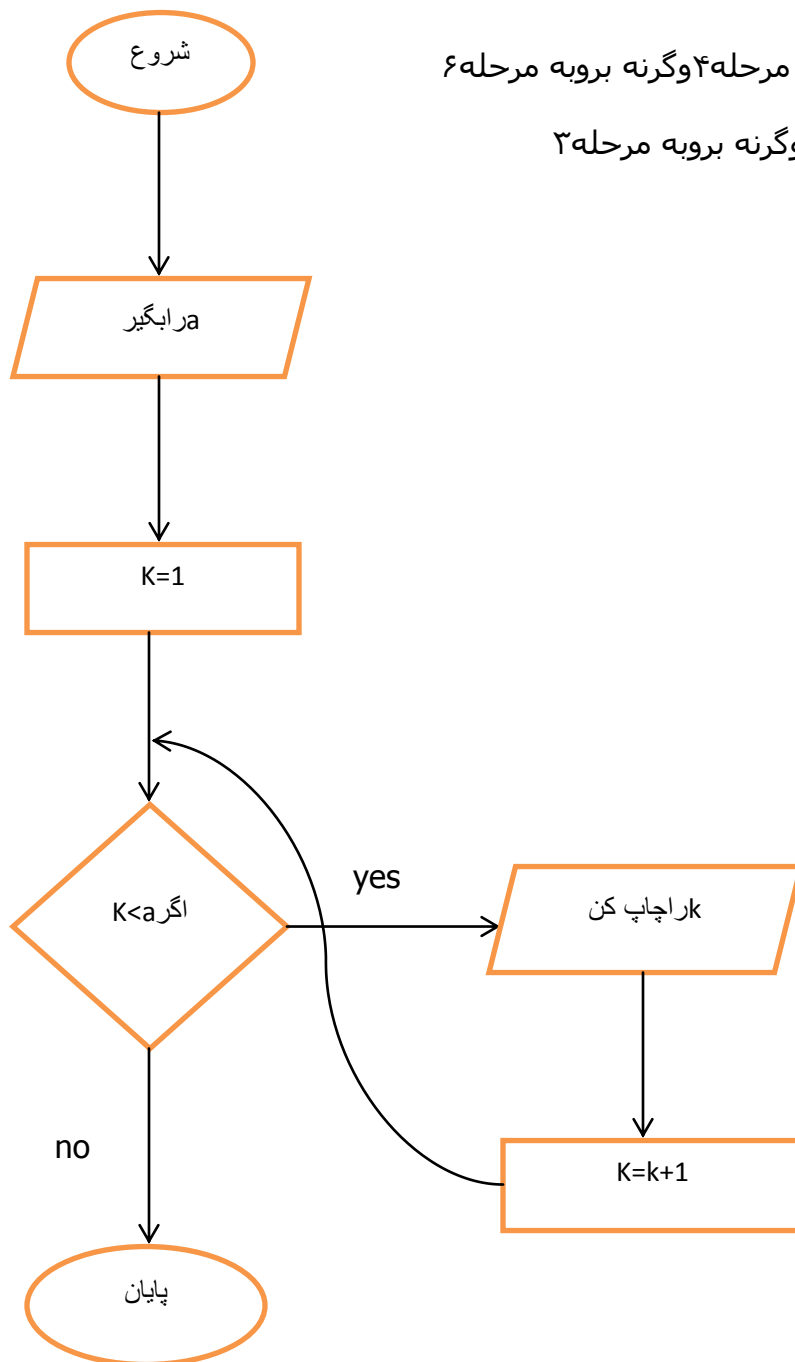 شروع
مرحله۴وگرنه بروبه مرحله۶
وگرنه بروبه مرحله۳
aرابگیر
K=1
اگرK<a
yes
kراچاپ کن
K=k+1
no
پایان